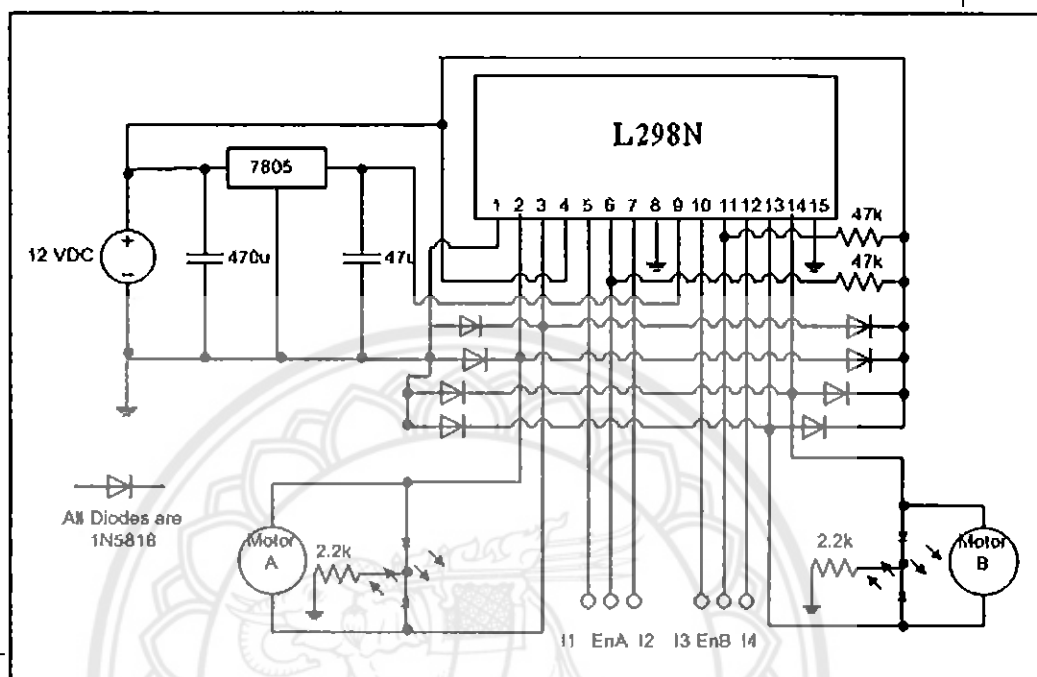 L298N
7805
1 2 3 4 5 6 7 8 9 10 11 12 13 14 15
47k
12 VDC
470u
47u
47k
All Diodes are
1N5818
Motor
A
2.2k
2.2k
Motor
B
I1 EnA I2 I3 EnB I4